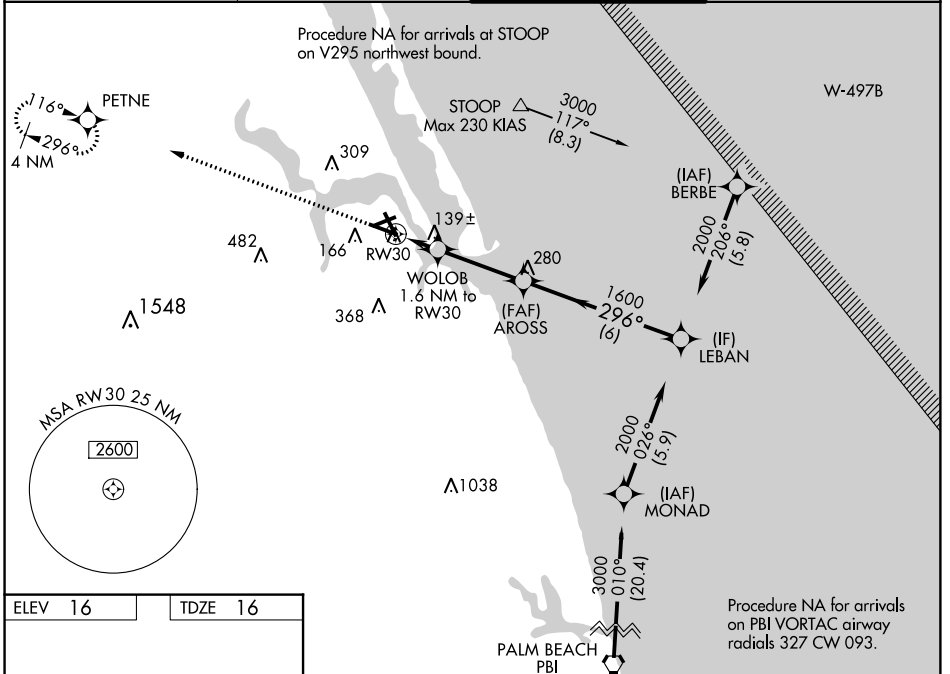 Procedure NA for arrivals at STOOP
on V295 northwest bound.
W-497B
116°
PETNE
296°
4 NM
STOOP
Max 230 KIAS
3000
117°
(8.3)
309
(IAF)
BERBE
2000
206°
(5.8)
139±
166
RW30
482
WOLOB
1.6 NM to
RW30
280
(FAF)
AROSS
1600
296°
(6)
(IF)
LEBAN
1548
368
MSA RW30 25 NM
2600
2000
026°
(5.9)
1038
(IAF)
MONAD
3000
010°
(20.4)
ELEV 16
TDZE 16
Procedure NA for arrivals
on PBI VORTAC airway
radials 327 CW 093.
PALM BEACH
PBI